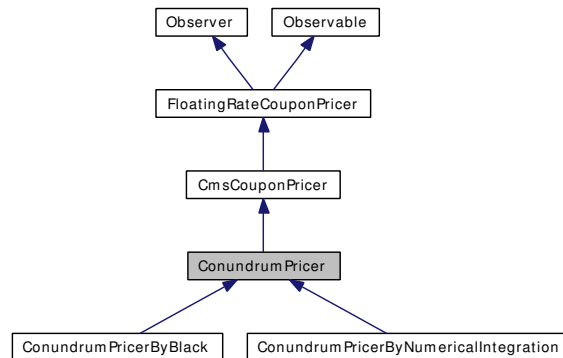 Observer Observable
FloatingRateCouponPricer
CmsCouponPricer
ConundrumPricer
ConundrumPricerByBlack ConundrumPricerByNumericalIntegration